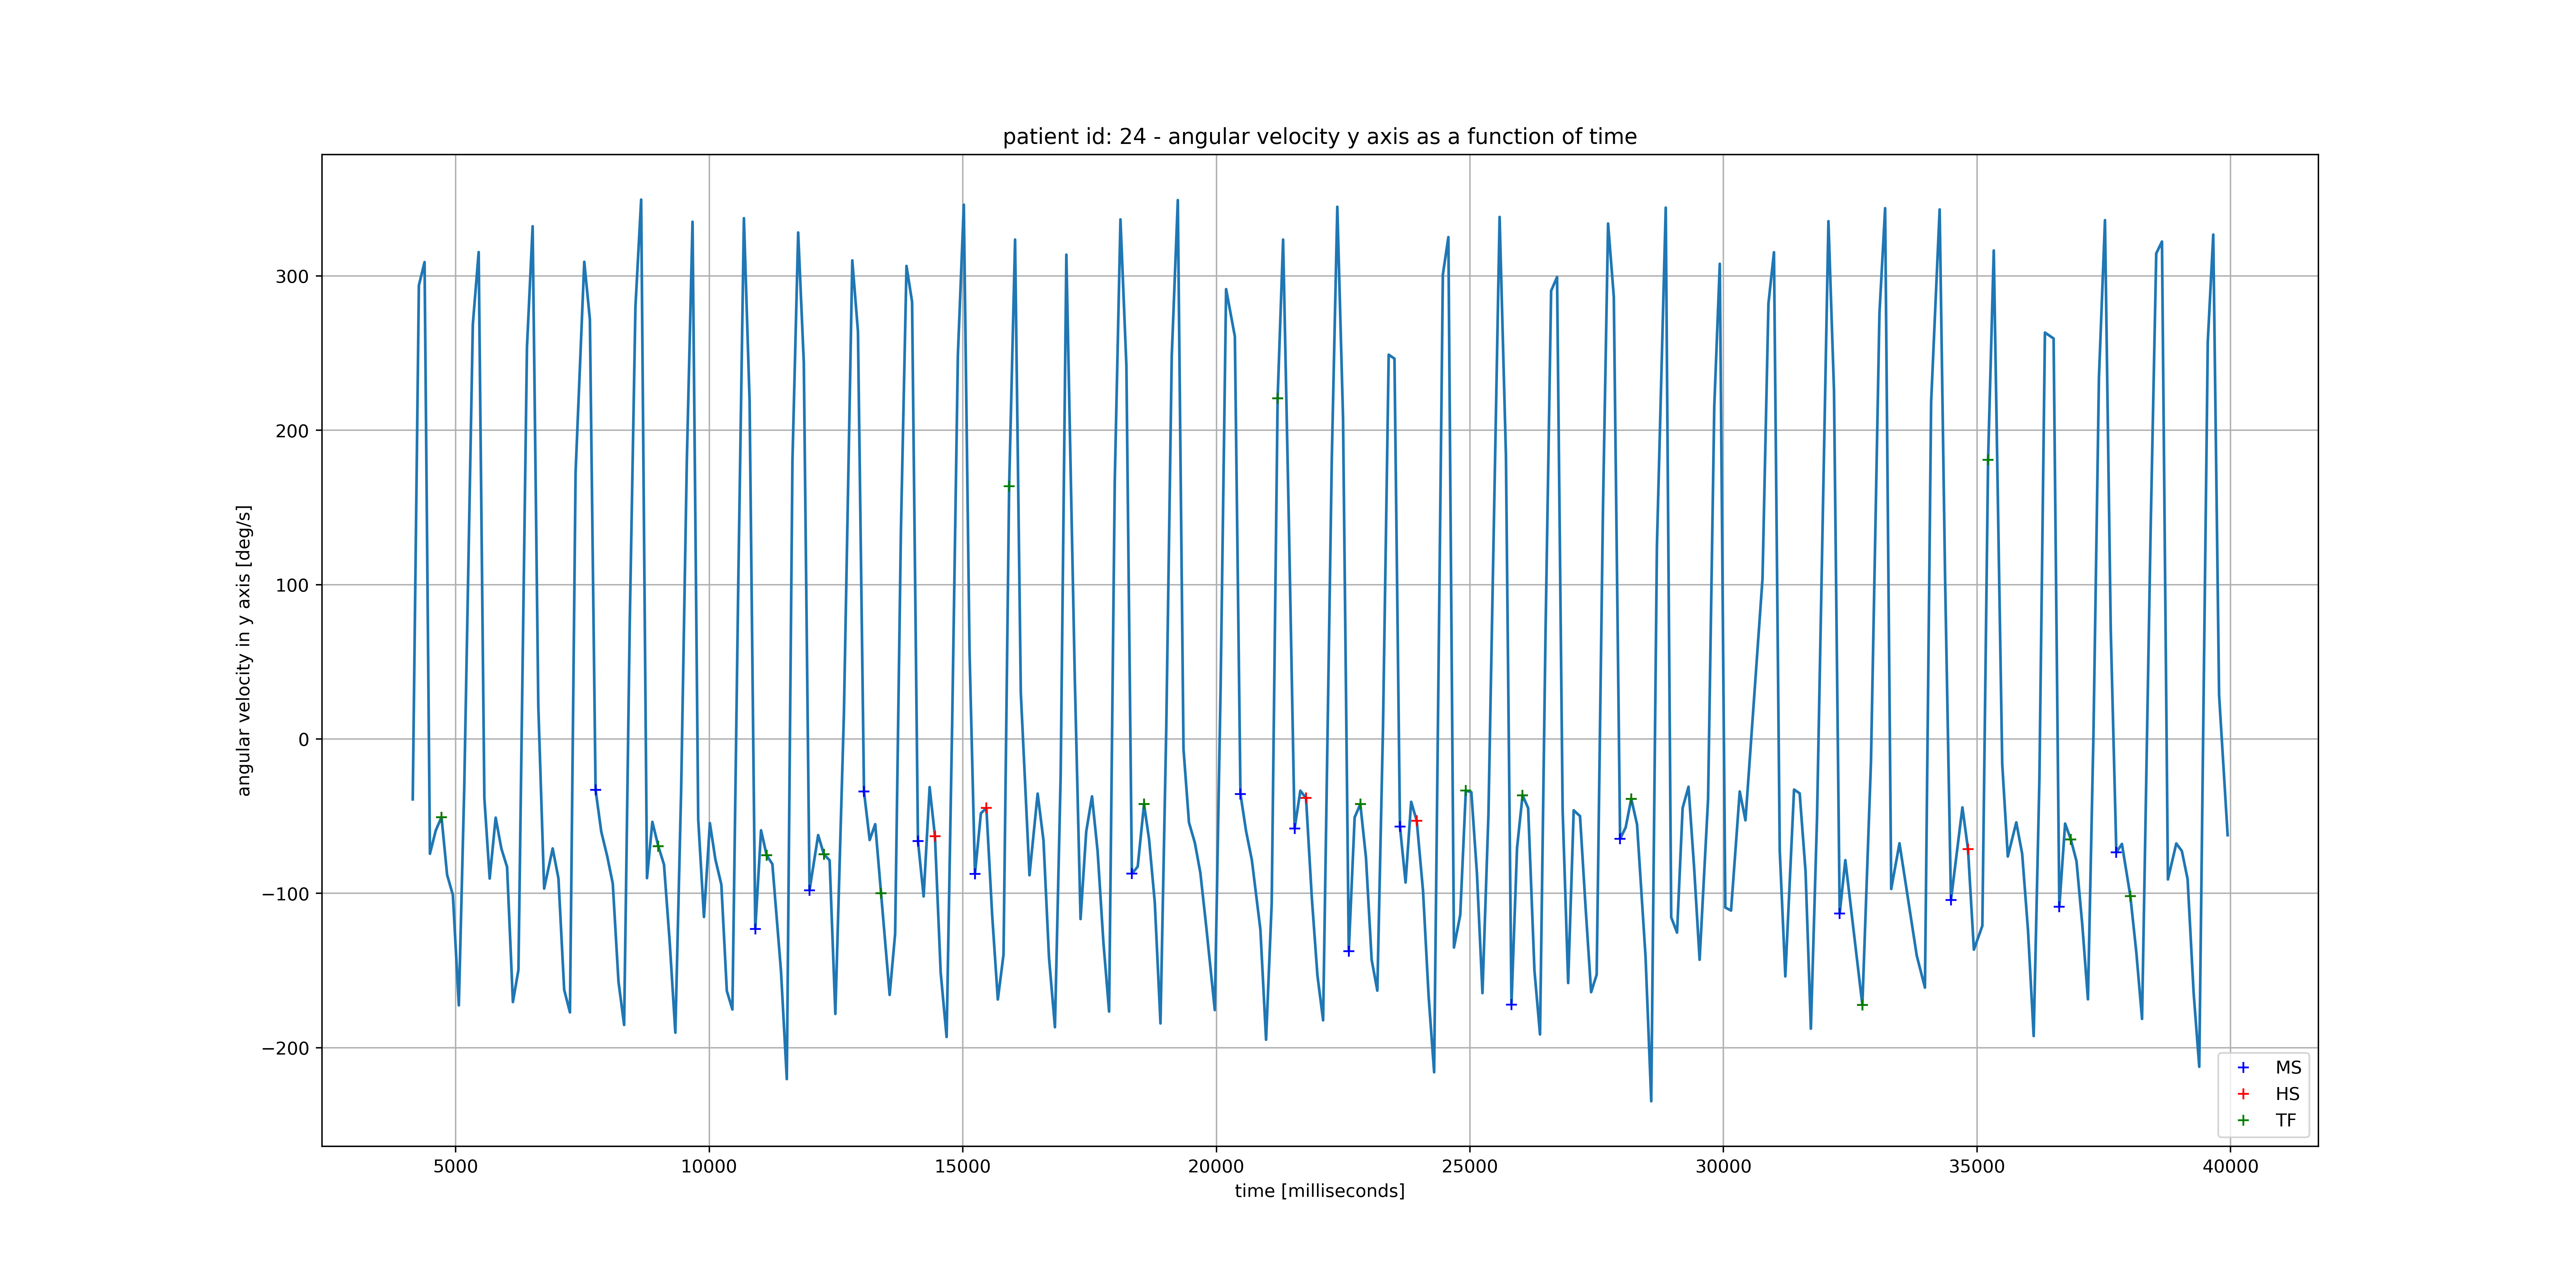 patient id: 24 - angular velocity y axis as a function of time
angular velocity in y axis [deg/s]
300
200
100
0
−100
−200
5000
10000
15000
20000
25000
30000
35000
40000
time [milliseconds]
MS
HS
TF